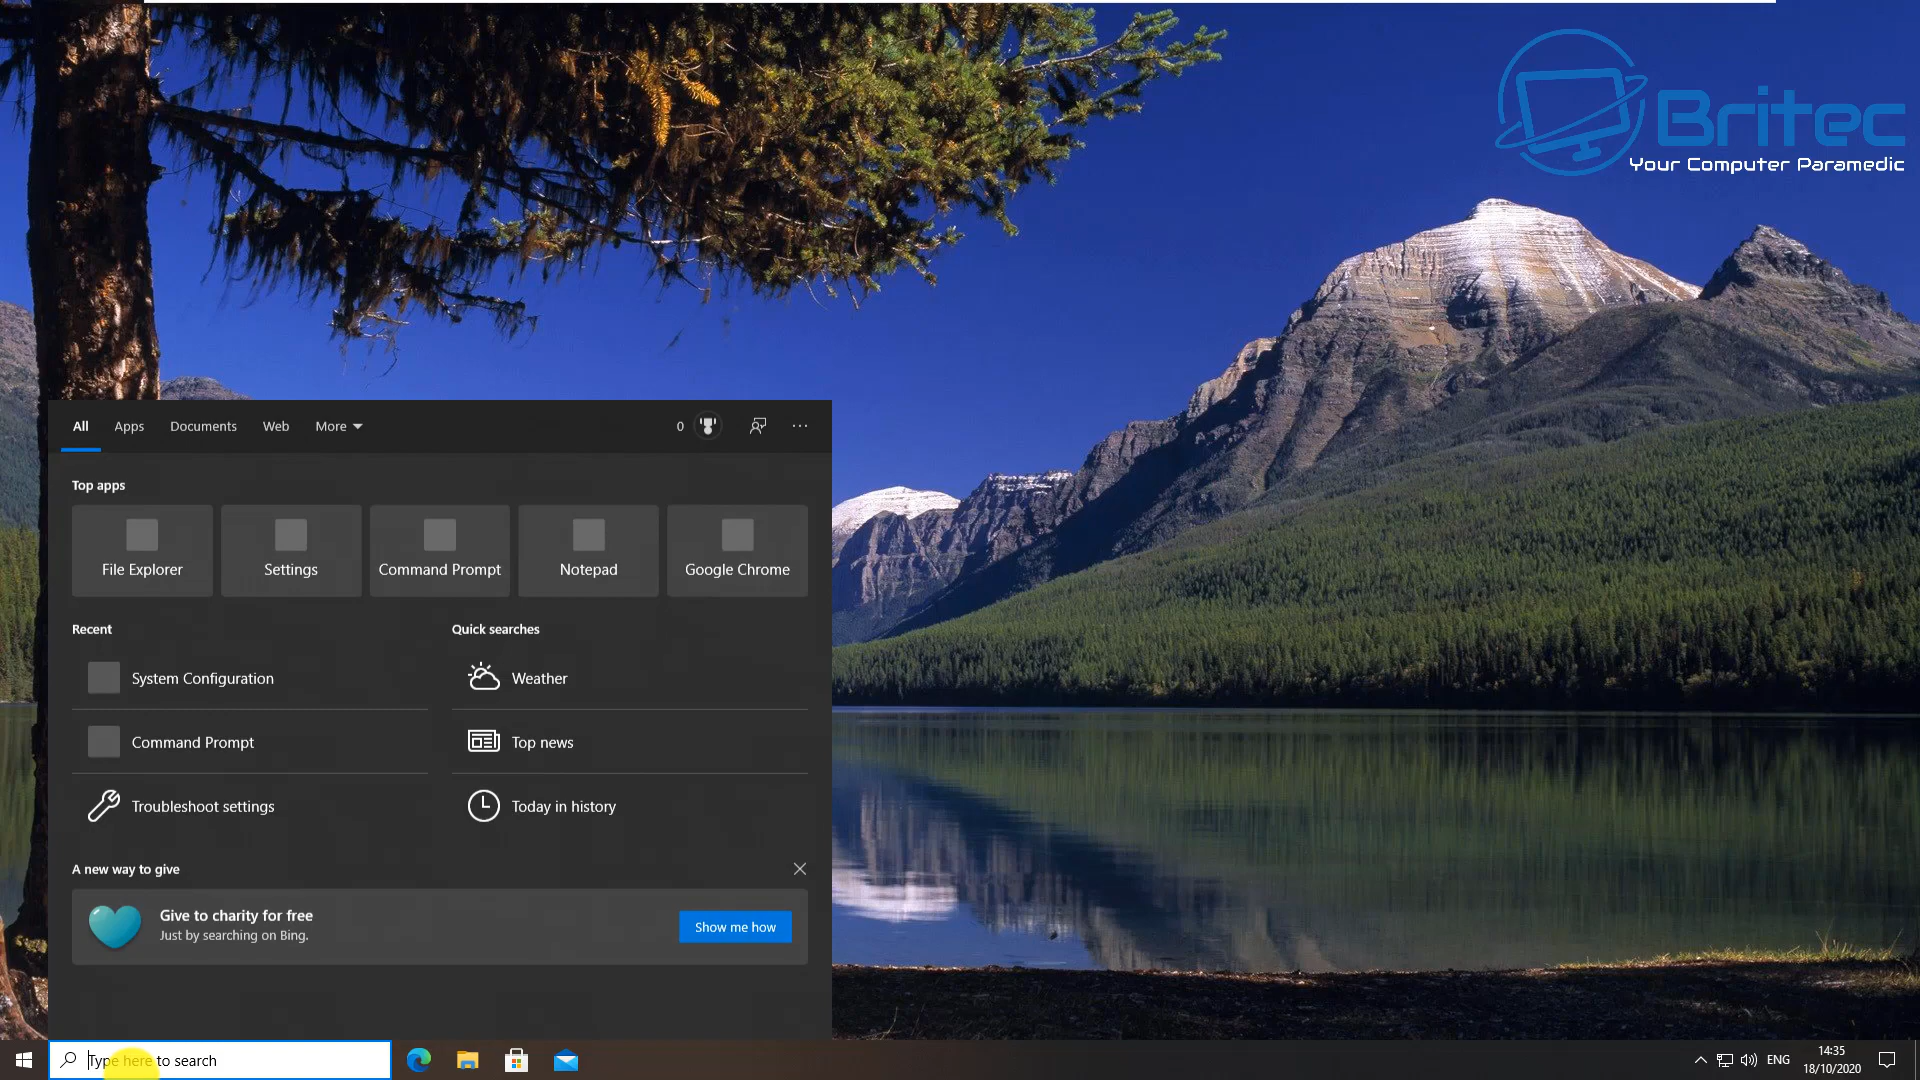 Britec
Your Computer Paramedic
All
Apps
Documents
Web
More
0
Top apps
File Explorer
Settings
Command Prompt
Notepad
Google Chrome
Recent
Quick searches
System Configuration
Weather
Command Prompt
Top news
Troubleshoot settings
Today in history
A new way to give
Give to charity for free
Just by searching on Bing.
Show me how
Type here to search
ENG
14:35
18/10/2020